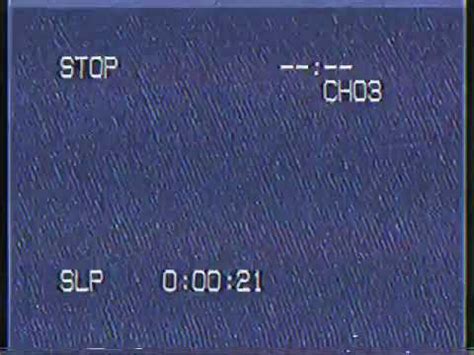 STOP --:--
CH03
SLP 0:00:21